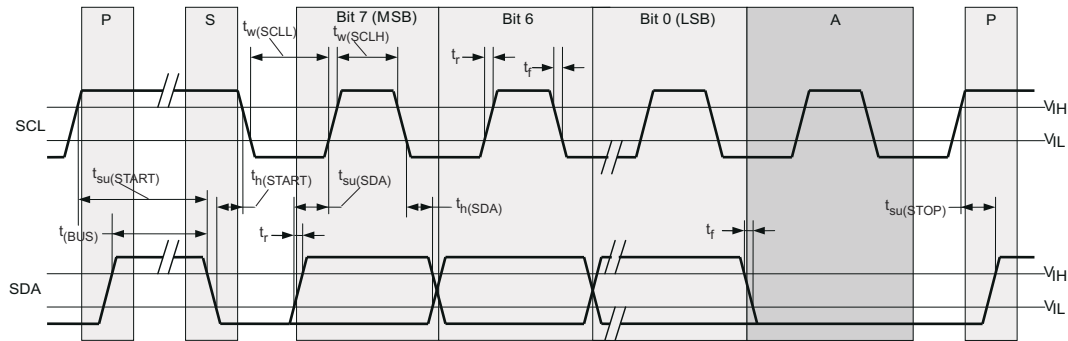 P S Bit 7 (MSB) Bit 6 Bit 0 (LSB) A P
tw(SCLL) tw(SCLH) tr tf
SCL VIH
VIL
tsu(START) th(START) tsu(SDA) th(SDA) tsu(STOP)
t(BUS) tr tf
SDA VIH
VIL